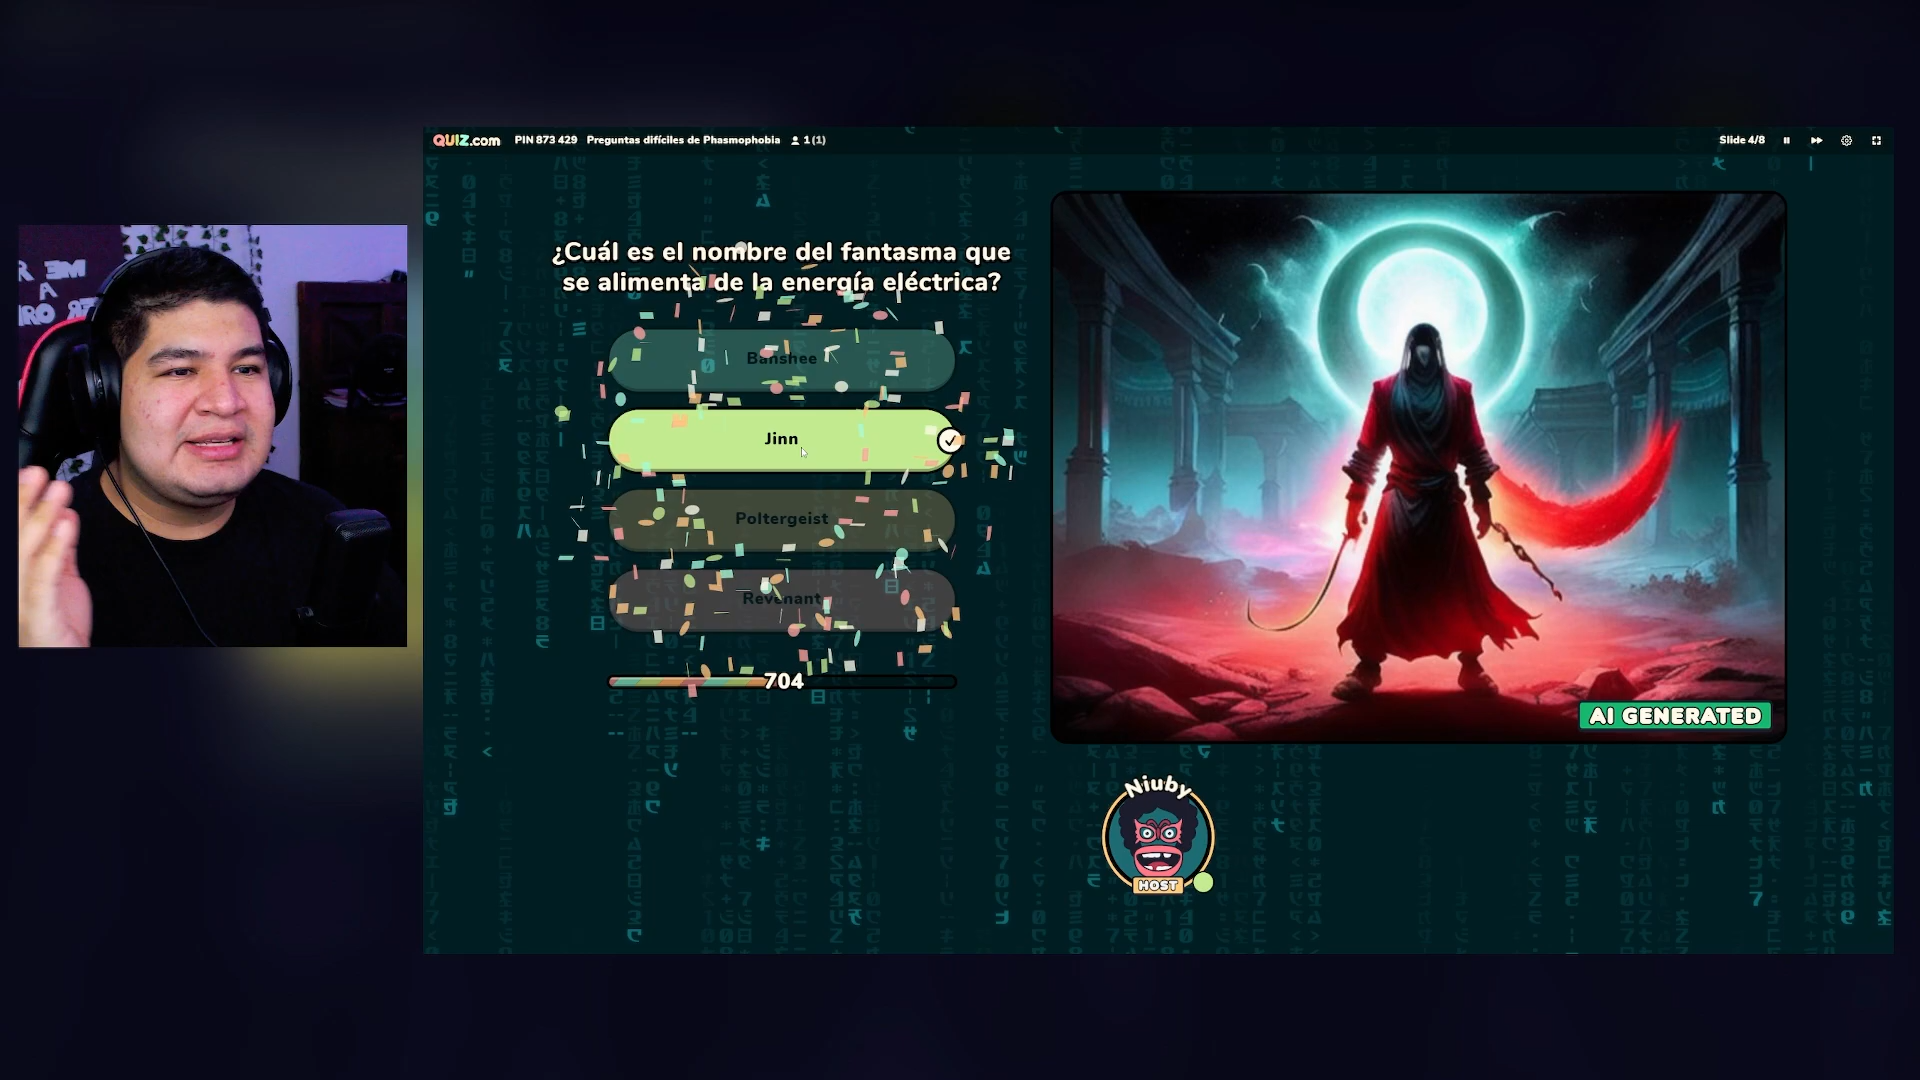 QUIZ.com PIN 873 429 Preguntas difíciles de Phasmophobia 1 (1)
Slide 4/8
¿Cuál es el nombre del fantasma que
se alimenta de la energía eléctrica?
Banshee
Jinn
Poltergeist
Revenant
704
AI GENERATED
Niuby
HOST